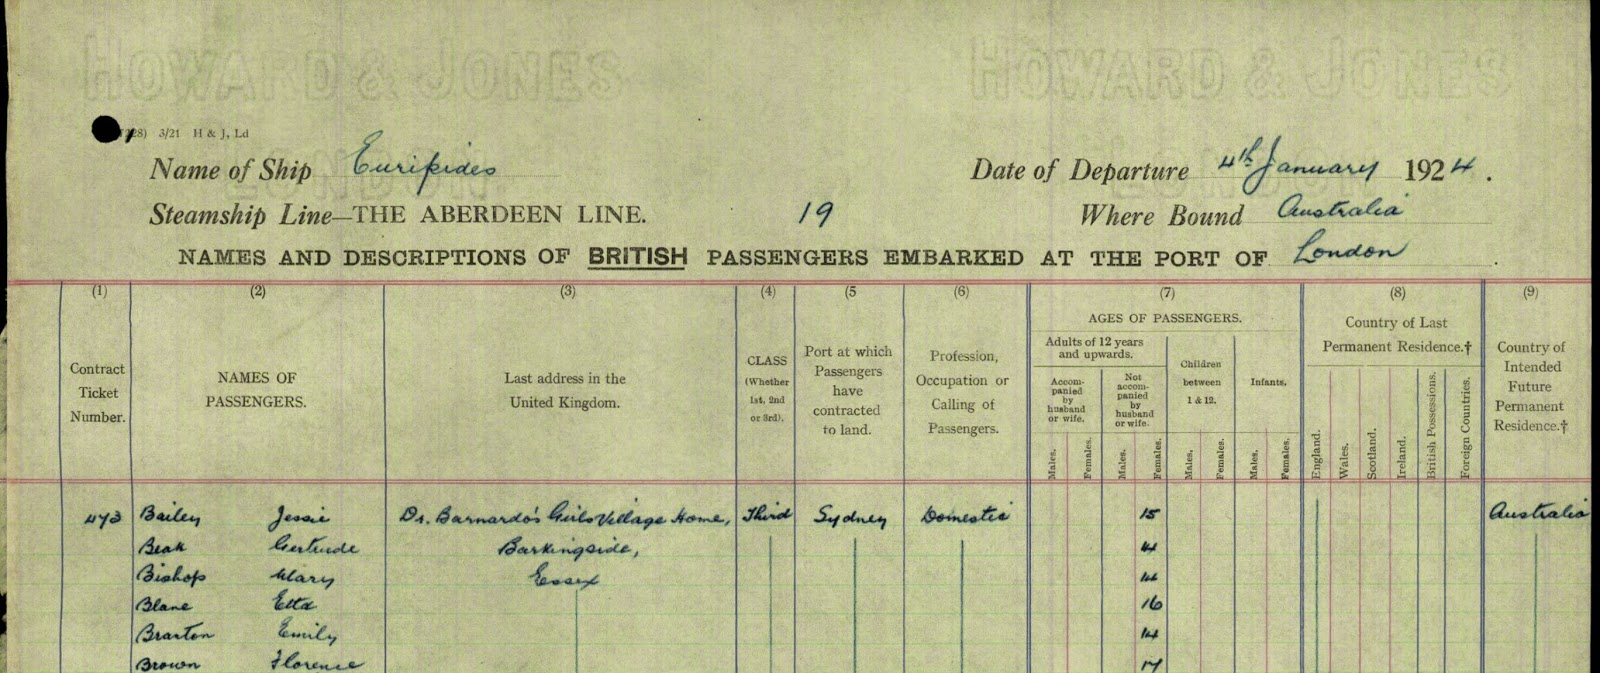 HOWARD & JONES HOWARD & JONES
LONDON LONDON
28) 3/21 H & J, Ld
Name of Ship Euripides Date of Departure 4th January 1924.
Steamship Line—THE ABERDEEN LINE. 19 Where Bound Australia
NAMES AND DESCRIPTIONS OF BRITISH PASSENGERS EMBARKED AT THE PORT OF London
(1) (2) (3) (4) (5 (6) (7) (8) (9)
Contract Ticket Number.
NAMES OF PASSENGERS.
Last address in the United Kingdom.
CLASS (Whether 1st, 2nd or 3rd).
Port at which Passengers have contracted to land.
Profession, Occupation or Calling of Passengers.
AGES OF PASSENGERS.
Adults of 12 years and upwards.
Accompanied by husband or wife.
Not accompanied by husband or wife.
Children between 1 & 12.
Infants.
Males. Females. Males. Females. Males. Females. Males. Females.
Country of Last Permanent Residence.†
England. Wales. Scotland. Ireland. British Possessions. Foreign Countries.
Country of Intended Future Permanent Residence.†
473 Bailey Jessie Dr. Barnardo's Girls Village Home, Third Sydney Domestic 15 Australia
Beak Gertrude Barkingside, 14
Bishop Mary Essex 14
Blane Etta 16
Braxton Emily 14
Brown Florence 17